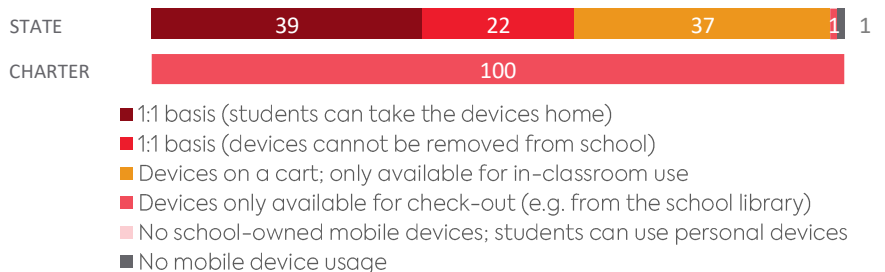 STATE 39 22 37 1 1
CHARTER 100
1:1 basis (students can take the devices home)
1:1 basis (devices cannot be removed from school)
Devices on a cart; only available for in-classroom use
Devices only available for check-out (e.g. from the school library)
No school-owned mobile devices; students can use personal devices
No mobile device usage